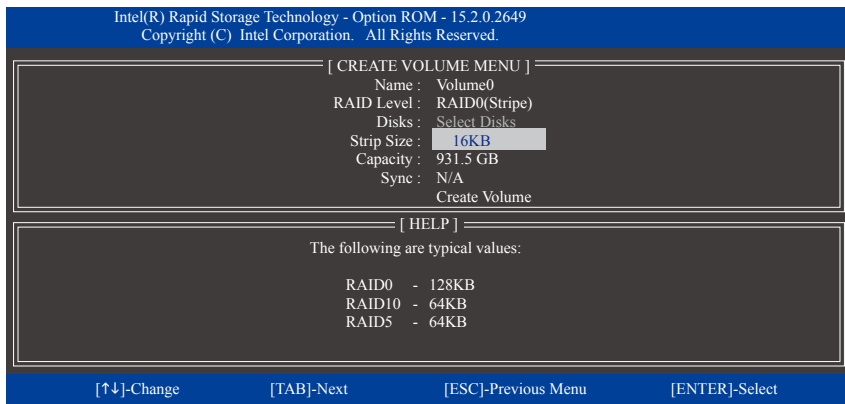 Intel(R) Rapid Storage Technology - Option ROM - 15.2.0.2649
Copyright (C) Intel Corporation. All Rights Reserved.
[ CREATE VOLUME MENU ]
Name : Volume0
RAID Level : RAID0(Stripe)
Disks : Select Disks
Strip Size : 16KB
Capacity : 931.5 GB
Sync : N/A
Create Volume
[ HELP ]
The following are typical values:
RAID0 - 128KB
RAID10 - 64KB
RAID5 - 64KB
[↑↓]-Change [TAB]-Next [ESC]-Previous Menu [ENTER]-Select